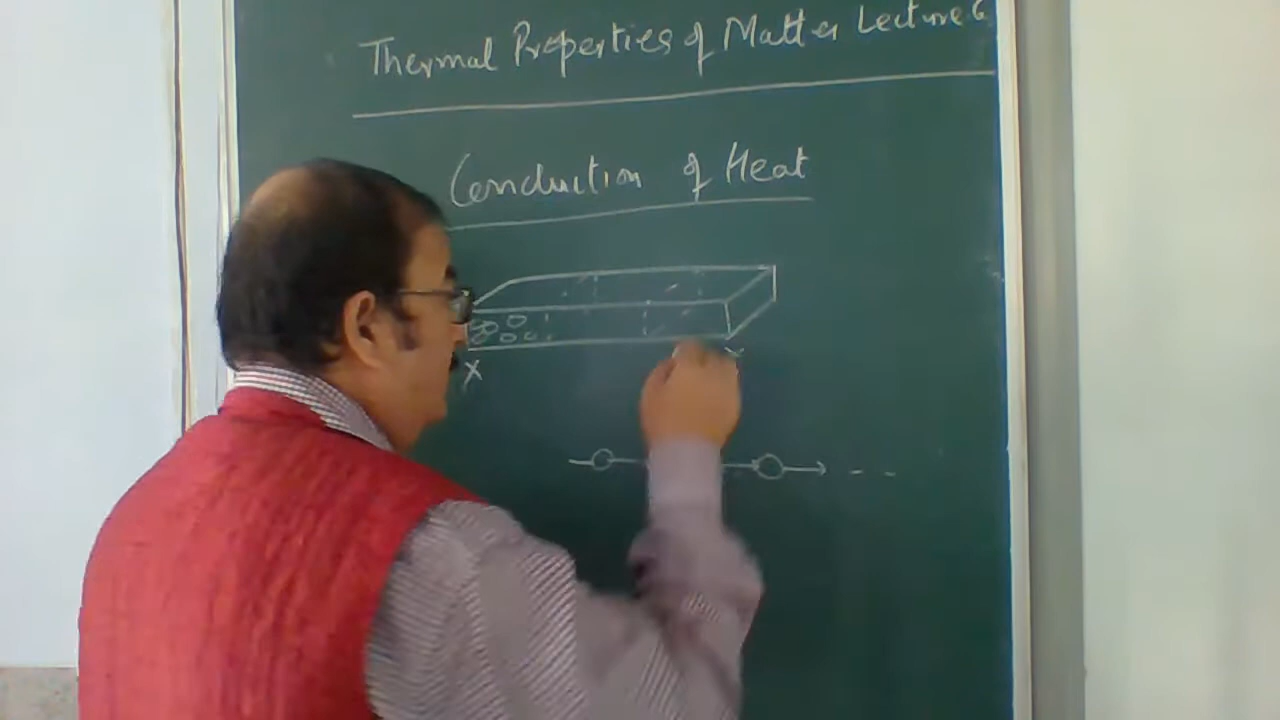 Thermal Properties of Matter Lecture 6
Conduction of Heat
X